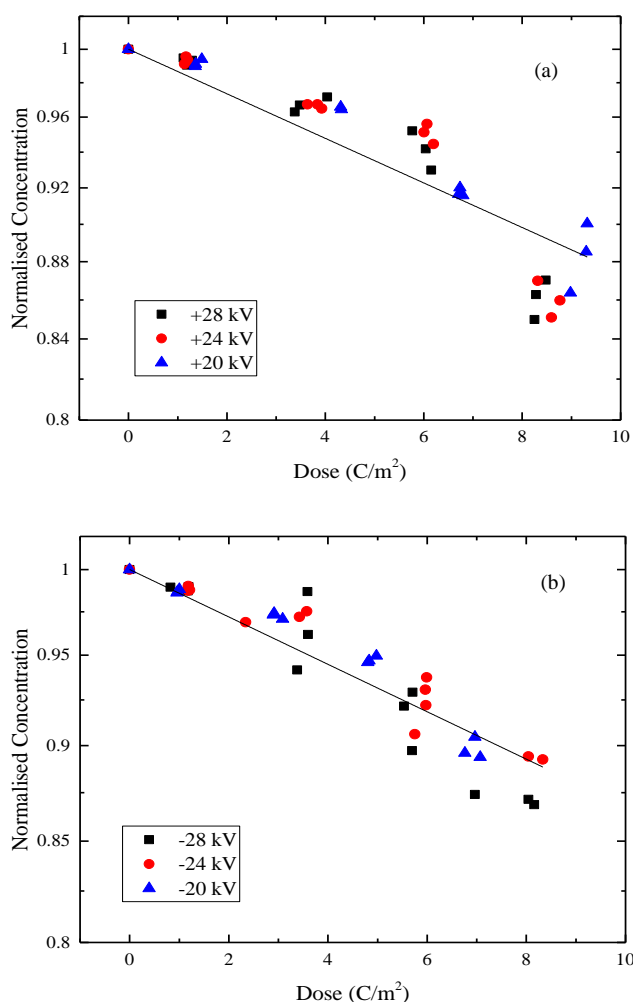 (a)
1
0.96
0.92
0.88
0.84
0.8
Normalised Concentration
+28 kV
+24 kV
+20 kV
0 2 4 6 8 10
Dose (C/m²)
(b)
1
0.95
0.9
0.85
0.8
Normalised Concentration
-28 kV
-24 kV
-20 kV
0 2 4 6 8 10
Dose (C/m²)